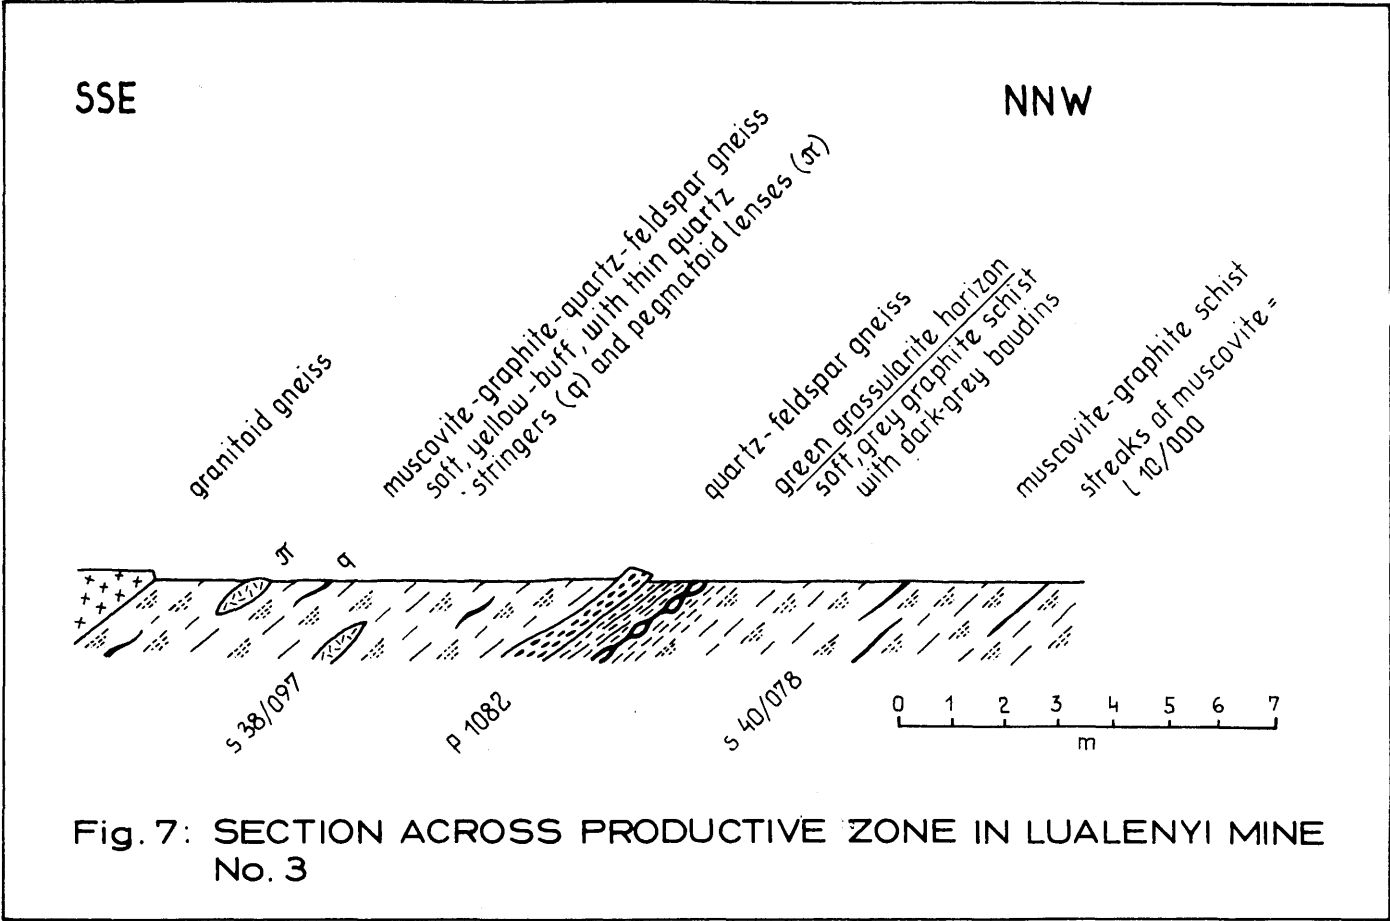 SSE
NNW
granitoid gneiss
muscovite-graphite-quartz-feldspar gneiss
soft, yellow-buff, with thin quartz
stringers (q) and pegmatoid lenses (π)
quartz-feldspar gneiss
green grossularite horizon
soft, grey graphite schist
with dark-grey boudins
muscovite-graphite schist
streaks of muscovite =
l 10/000
π
q
s 38/097
p 1082
s 40/078
0 1 2 3 4 5 6 7
m
Fig. 7: SECTION ACROSS PRODUCTIVE ZONE IN LUALENYI MINE
No. 3